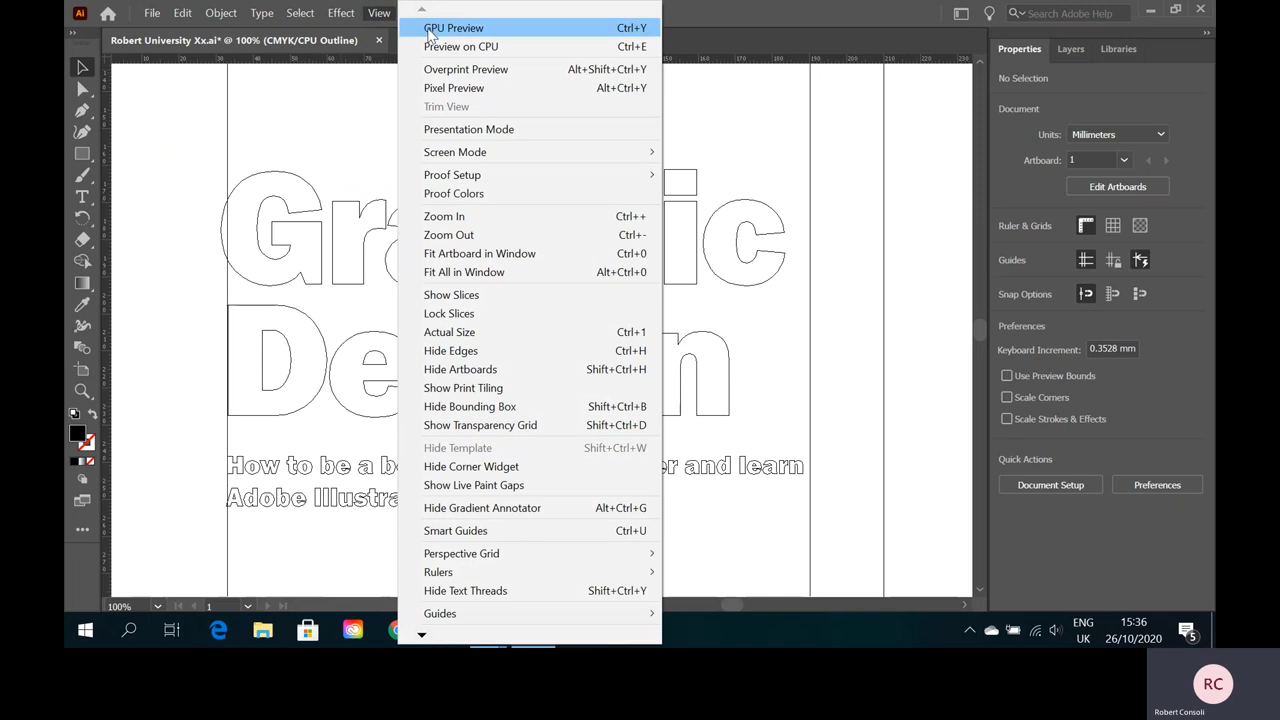 Ai File Edit Object Type Select Effect View Search Adobe Help
Robert University Xx.ai* @ 100% (CMYK/CPU Outline) ×
GPU Preview Ctrl+Y
Preview on CPU Ctrl+E
Overprint Preview Alt+Shift+Ctrl+Y
Pixel Preview Alt+Ctrl+Y
Trim View
Presentation Mode
Screen Mode
Proof Setup
Proof Colors
Zoom In Ctrl++
Zoom Out Ctrl+-
Fit Artboard in Window Ctrl+0
Fit All in Window Alt+Ctrl+0
Show Slices
Lock Slices
Actual Size Ctrl+1
Hide Edges Ctrl+H
Hide Artboards Shift+Ctrl+H
Show Print Tiling
Hide Bounding Box Shift+Ctrl+B
Show Transparency Grid Shift+Ctrl+D
Hide Template Shift+Ctrl+W
Hide Corner Widget
Show Live Paint Gaps
Hide Gradient Annotator Alt+Ctrl+G
Smart Guides Ctrl+U
Perspective Grid
Rulers
Hide Text Threads Shift+Ctrl+Y
Guides
Gra ic
De n
How to be a b r and learn
Adobe Illustra
Properties Layers Libraries
No Selection
Document
Units: Millimeters
Artboard: 1
Edit Artboards
Ruler & Grids
Guides
Snap Options
Preferences
Keyboard Increment: 0.3528 mm
Use Preview Bounds
Scale Corners
Scale Strokes & Effects
Quick Actions
Document Setup Preferences
100% 1
ENG
UK
15:36
26/10/2020
5
RC
Robert Consoli